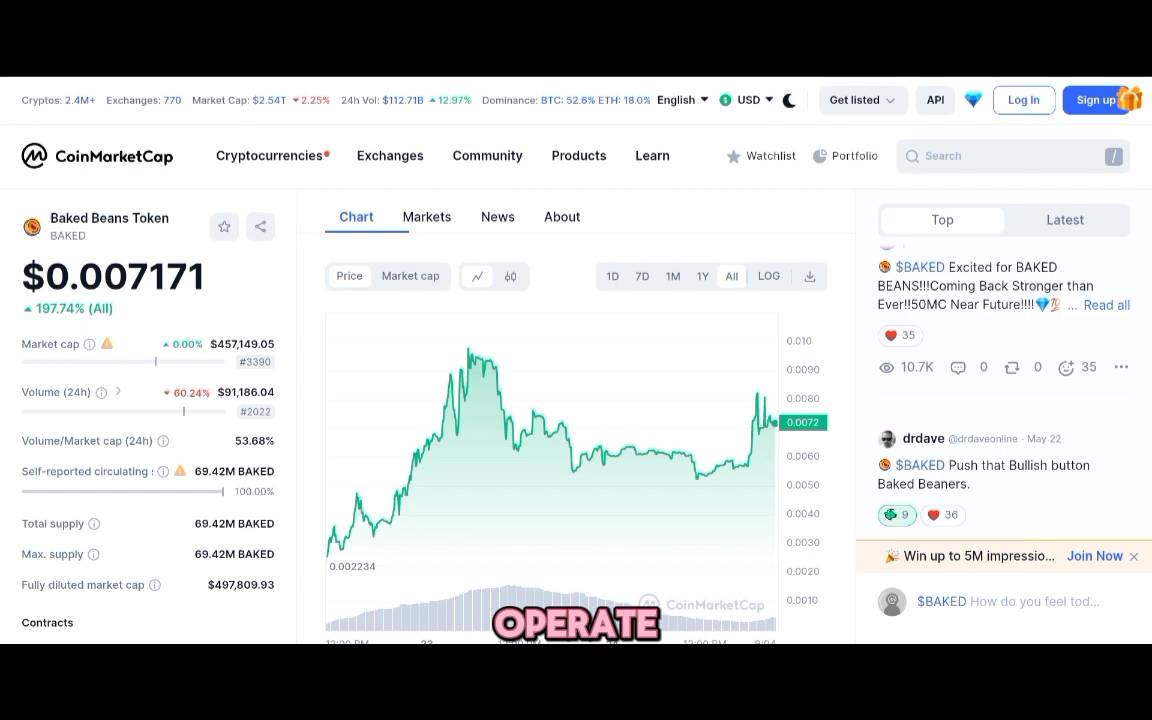 Cryptos: 2.4M+ Exchanges: 770 Market Cap: $2.54T 2.25% 24h Vol: $112.71B 12.97% Dominance: BTC: 52.6% ETH: 18.0% English USD Get listed API Log In Sign up
CoinMarketCap Cryptocurrencies Exchanges Community Products Learn Watchlist Portfolio Search /
Baked Beans Token
BAKED
$0.007171
197.74% (All)
Market cap 0.00% $457,149.05
#3390
Volume (24h) 60.24% $91,186.04
#2022
Volume/Market cap (24h) 53.68%
Self-reported circulating 69.42M BAKED
100.00%
Total supply 69.42M BAKED
Max. supply 69.42M BAKED
Fully diluted market cap $497,809.93
Contracts
Chart Markets News About
Price Market cap 1D 7D 1M 1Y All LOG
0.010
0.0090
0.0080
0.0072
0.0060
0.0050
0.0040
0.0030
0.0020
0.0010
0.002234
CoinMarketCap
OPERATE
Top Latest
$BAKED Excited for BAKED
BEANS!!!Coming Back Stronger than
Ever!!50MC Near Future!!!!💎💯 ... Read all
35
10.7K 0 0 35
drdave @drdaveonline · May 22
$BAKED Push that Bullish button
Baked Beaners.
9 36
Win up to 5M impressio... Join Now
$BAKED How do you feel tod...